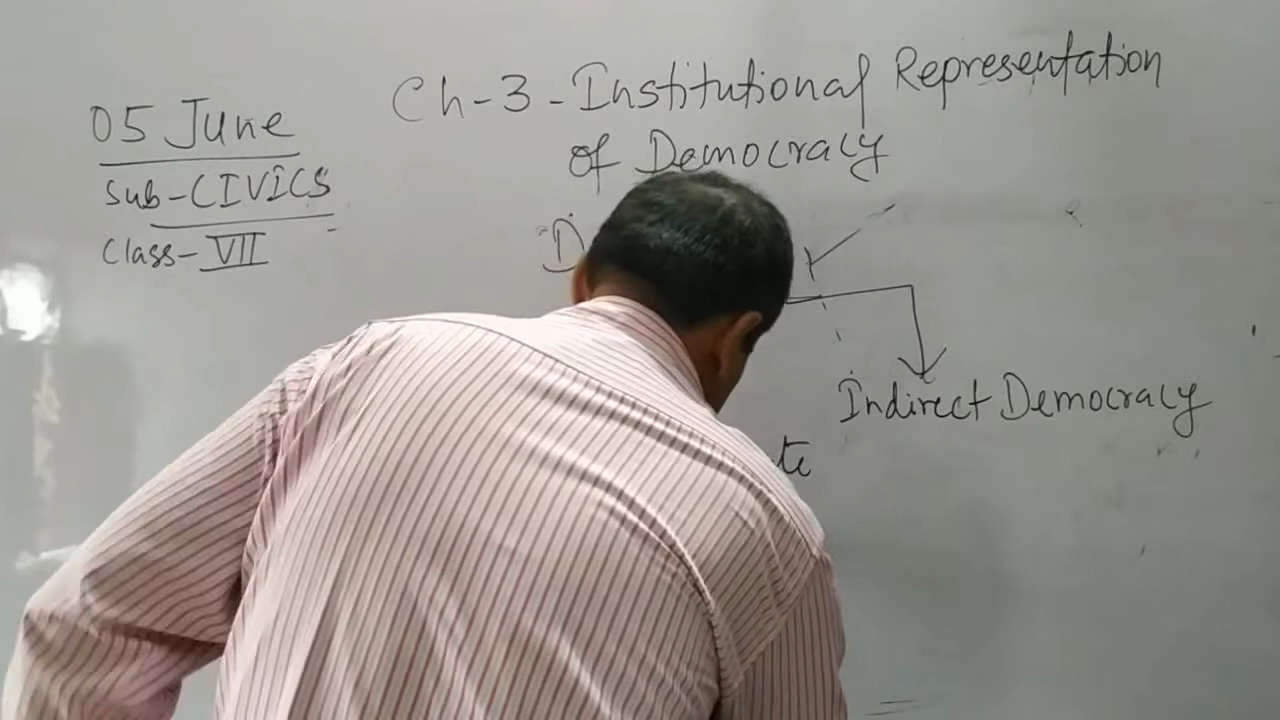 05 June
Sub-CIVICS
Class-VII
Ch-3-Institutional Representation
of Democracy
Indirect Democracy